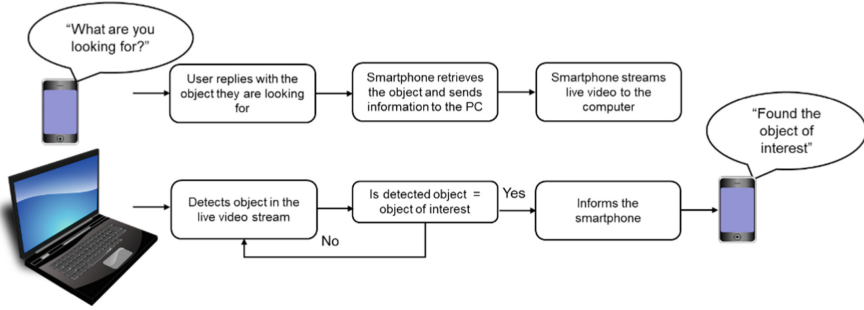 “What are you
looking for?”
User replies with the
object they are looking
for
Smartphone retrieves
the object and sends
information to the PC
Smartphone streams
live video to the
computer
“Found the
object of
interest”
Detects object in the
live video stream
Is detected object =
object of interest
Yes
Informs the
smartphone
No